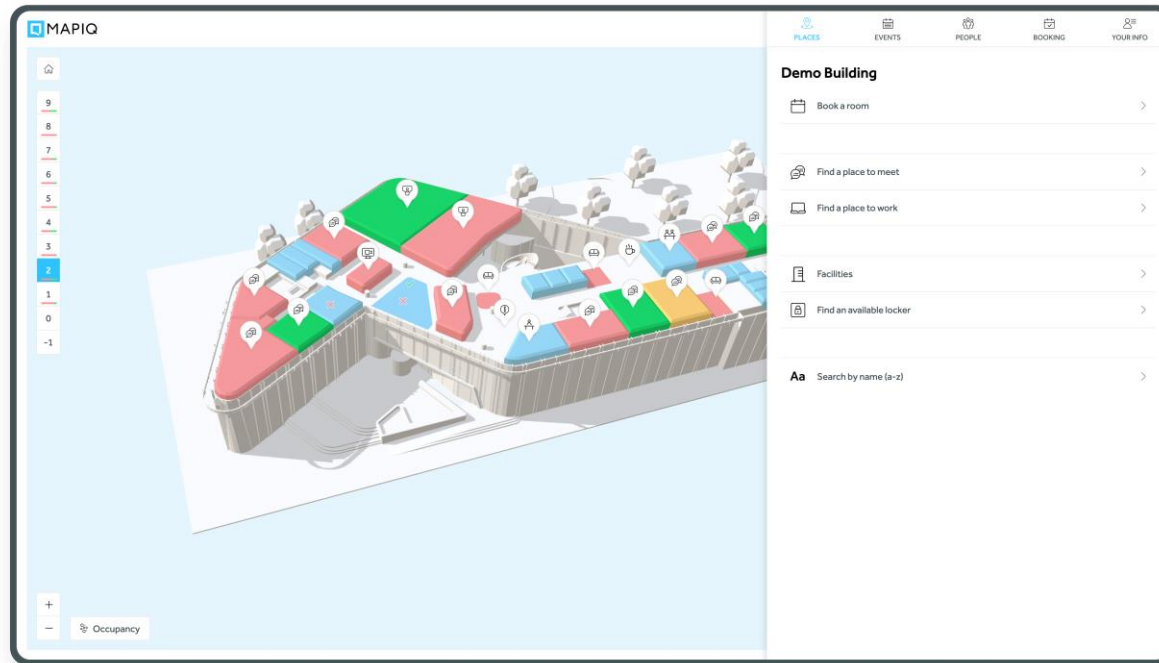 MAPIQ
PLACES
EVENTS
PEOPLE
BOOKING
YOUR INFO
9
8
7
6
5
4
3
2
1
0
-1
+
−
Occupancy
Demo Building
Book a room
Find a place to meet
Find a place to work
Facilities
Find an available locker
Aa Search by name (a-z)